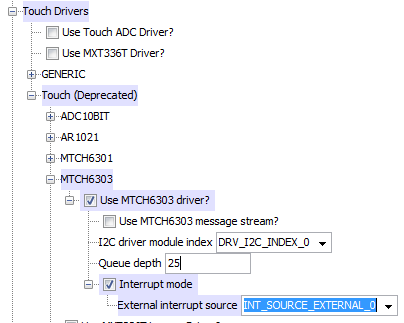 Touch Drivers
Use Touch ADC Driver?
Use MXT336T Driver?
GENERIC
Touch (Deprecated)
ADC10BIT
AR1021
MTCH6301
MTCH6303
Use MTCH6303 driver?
Use MTCH6303 message stream?
I2C driver module index DRV_I2C_INDEX_0
Queue depth 25
Interrupt mode
External interrupt source INT_SOURCE_EXTERNAL_0